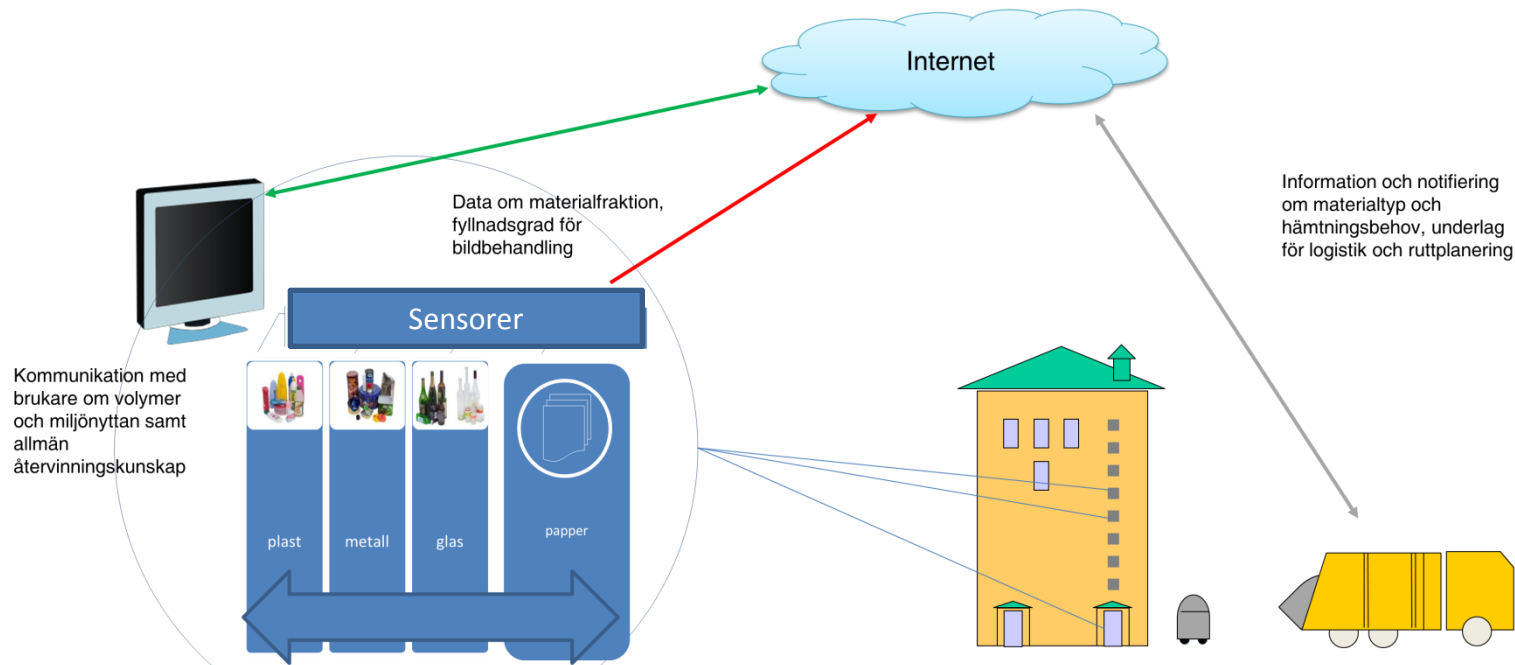 Internet
Data om materialfraktion,
fyllnadsgrad för
bildbehandling
Information och notifiering
om materialtyp och
hämtningsbehov, underlag
för logistik och ruttplanering
Sensorer
Kommunikation med
brukare om volymer
och miljönyttan samt
allmän
återvinningskunskap
plast
metall
glas
papper